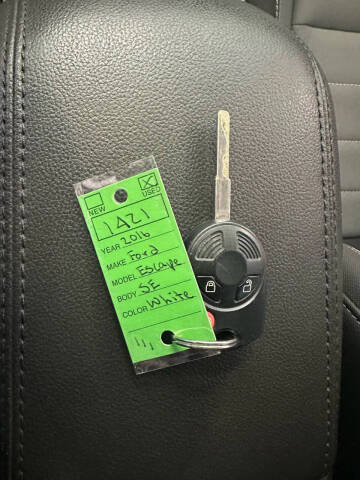 NEW
USED
1421
YEAR 2016
MAKE Ford
MODEL Escape
BODY SE
COLOR White